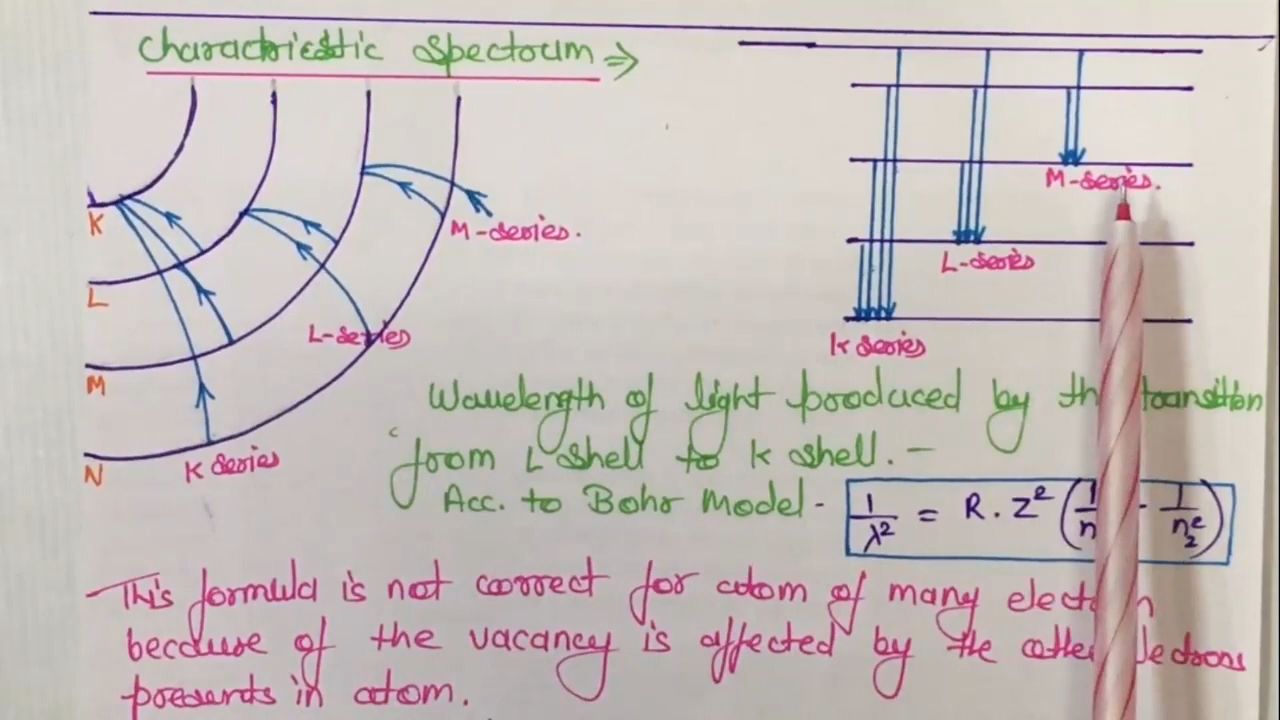 Characteristic Spectrum ⇒
K
L
M
N
M-series.
L-series
K Series
M-series.
L-series
K series
Wavelength of light produced by the transition
from L shell to K shell. -
Acc. to Bohr Model - 1/λ² = R. Z² (1/n - 1/n₂²)
This formula is not correct for atom of many
because of the vacancy is affected by the other
presents in atom.